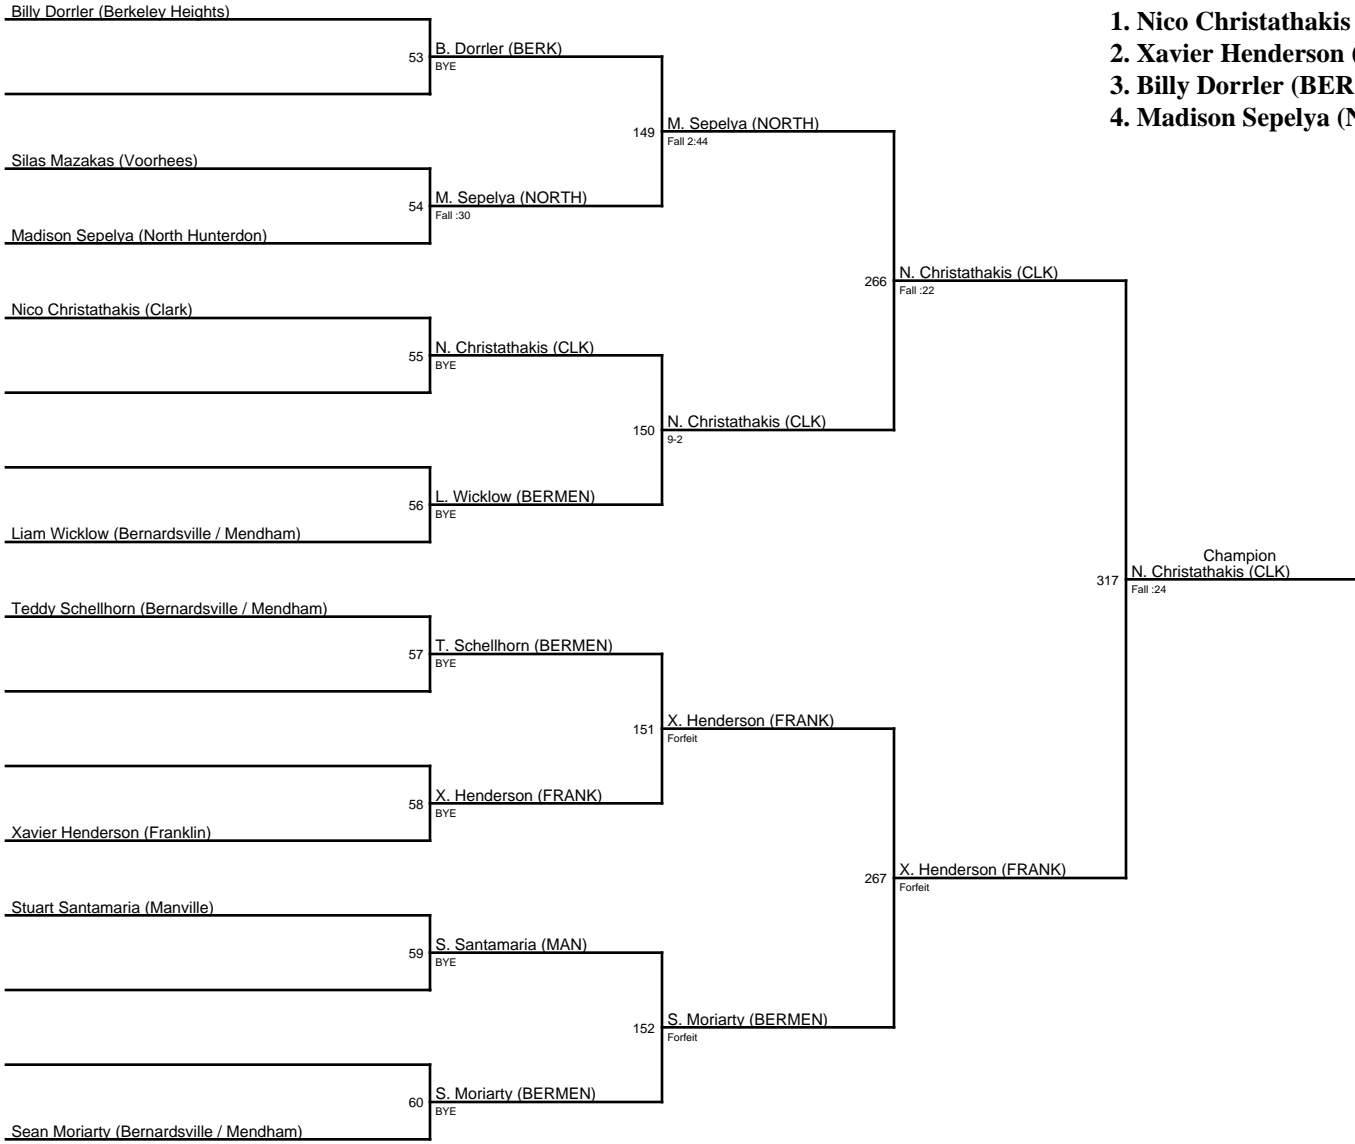 Billy Dorrler (Berkeley Heights)
53
B. Dorrler (BERK)
BYE
149
M. Sepelya (NORTH)
Fall 2:44
Silas Mazakas (Voorhees)
54
M. Sepelya (NORTH)
Fall :30
Madison Sepelya (North Hunterdon)
266
N. Christathakis (CLK)
Fall :22
Nico Christathakis (Clark)
55
N. Christathakis (CLK)
BYE
150
N. Christathakis (CLK)
9-2
56
L. Wicklow (BERMEN)
BYE
Liam Wicklow (Bernardsville / Mendham)
317
Champion
N. Christathakis (CLK)
Fall :24
Teddy Schellhorn (Bernardsville / Mendham)
57
T. Schellhorn (BERMEN)
BYE
151
X. Henderson (FRANK)
Forfeit
58
X. Henderson (FRANK)
BYE
Xavier Henderson (Franklin)
267
X. Henderson (FRANK)
Forfeit
Stuart Santamaria (Manville)
59
S. Santamaria (MAN)
BYE
152
S. Moriarty (BERMEN)
Forfeit
60
S. Moriarty (BERMEN)
BYE
Sean Moriarty (Bernardsville / Mendham)
1. Nico Christathakis
2. Xavier Henderson (
3. Billy Dorrler (BER
4. Madison Sepelya (